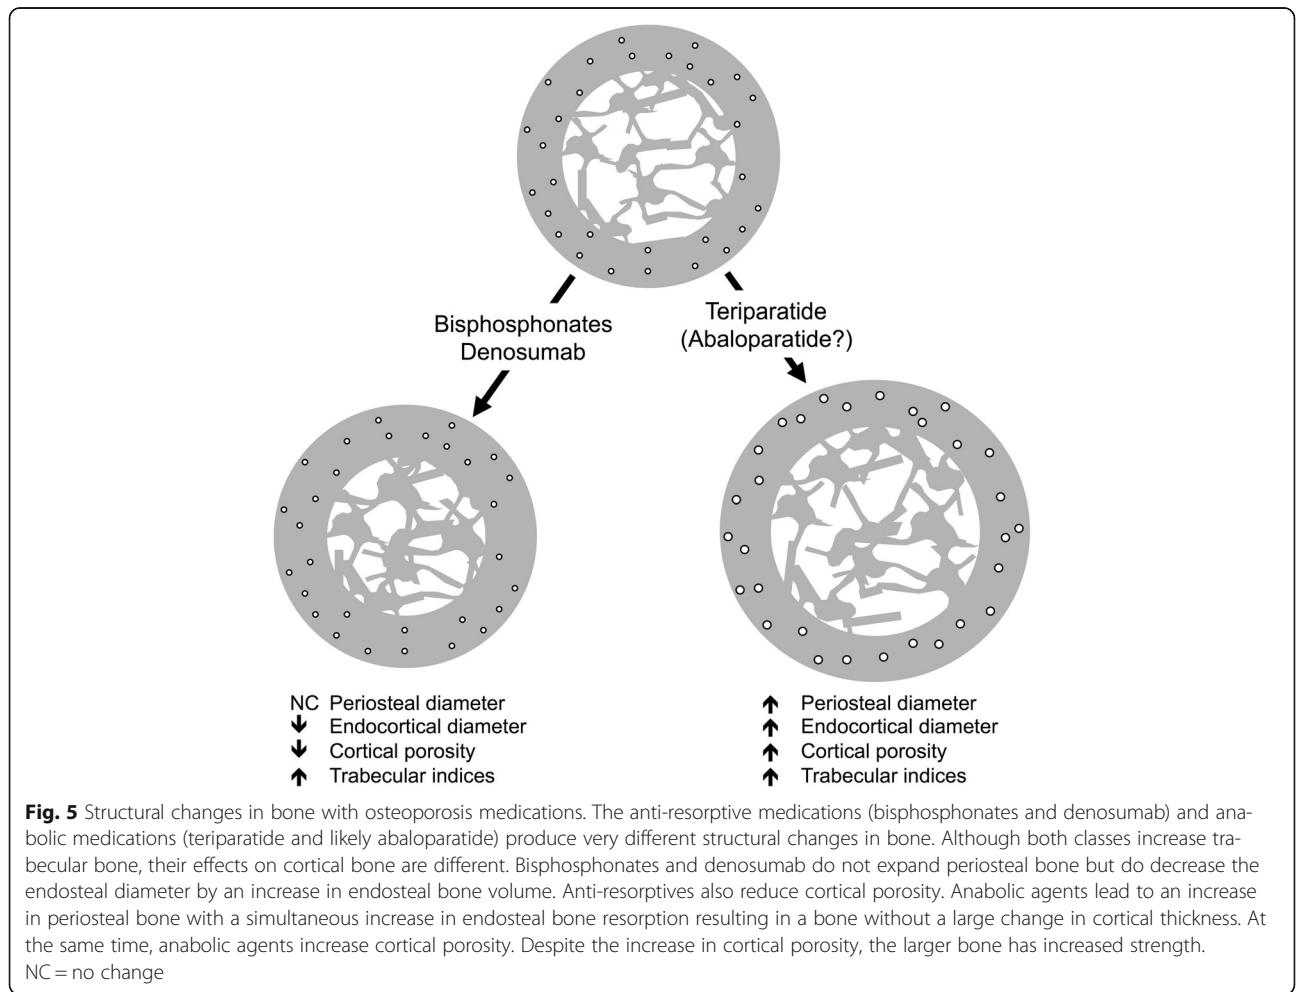 Bisphosphonates
Denosumab
Teriparatide
(Abaloparatide?)
NC Periosteal diameter
↓ Endocortical diameter
↓ Cortical porosity
↑ Trabecular indices
↑ Periosteal diameter
↑ Endocortical diameter
↑ Cortical porosity
↑ Trabecular indices
Fig. 5 Structural changes in bone with osteoporosis medications. The anti-resorptive medications (bisphosphonates and denosumab) and ana-
bolic medications (teriparatide and likely abaloparatide) produce very different structural changes in bone. Although both classes increase tra-
becular bone, their effects on cortical bone are different. Bisphosphonates and denosumab do not expand periosteal bone but do decrease the
endosteal diameter by an increase in endosteal bone volume. Anti-resorptives also reduce cortical porosity. Anabolic agents lead to an increase
in periosteal bone with a simultaneous increase in endosteal bone resorption resulting in a bone without a large change in cortical thickness. At
the same time, anabolic agents increase cortical porosity. Despite the increase in cortical porosity, the larger bone has increased strength.
NC = no change